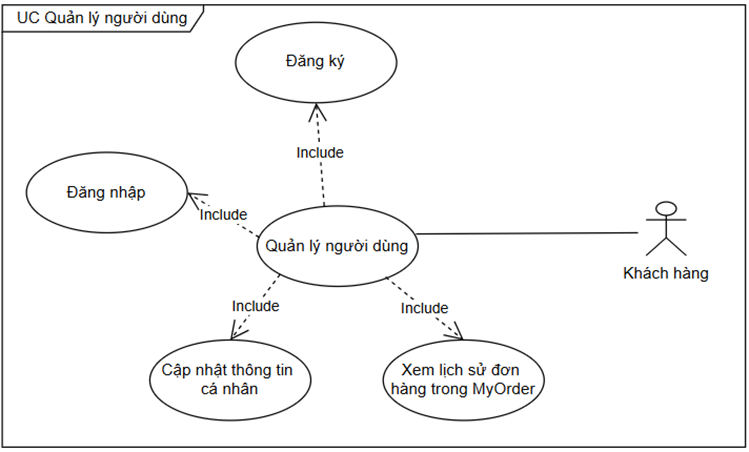 UC Quản lý người dùng
Đăng ký
Include
Đăng nhập
Include
Quản lý người dùng
Khách hàng
Include
Include
Cập nhật thông tin
cá nhân
Xem lịch sử đơn
hàng trong MyOrder